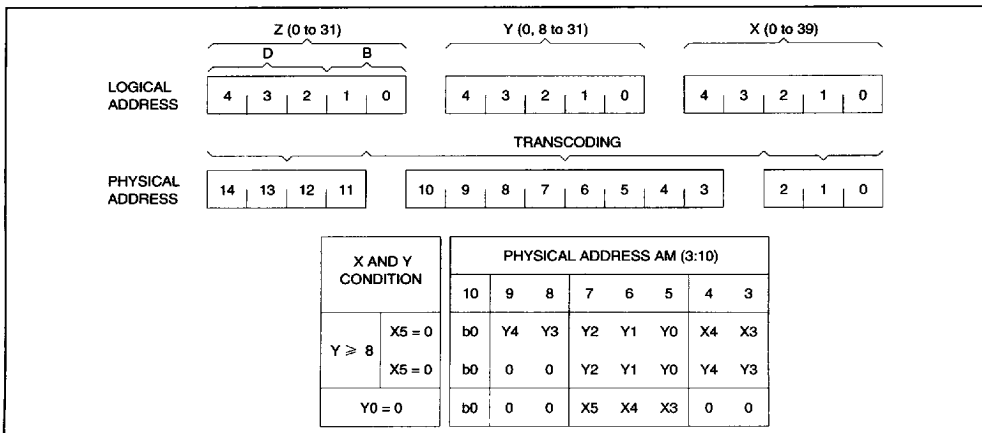 Z (0 to 31) Y (0, 8 to 31) X (0 to 39)
D B
LOGICAL ADDRESS 4 3 2 1 0 4 3 2 1 0 4 3 2 1 0
TRANSCODING
PHYSICAL ADDRESS 14 13 12 11 10 9 8 7 6 5 4 3 2 1 0
X AND Y CONDITION PHYSICAL ADDRESS AM (3:10)
10 9 8 7 6 5 4 3
Y ⩾ 8 X5 = 0 b0 Y4 Y3 Y2 Y1 Y0 X4 X3
X5 = 0 b0 0 0 Y2 Y1 Y0 Y4 Y3
Y0 = 0 b0 0 0 X5 X4 X3 0 0